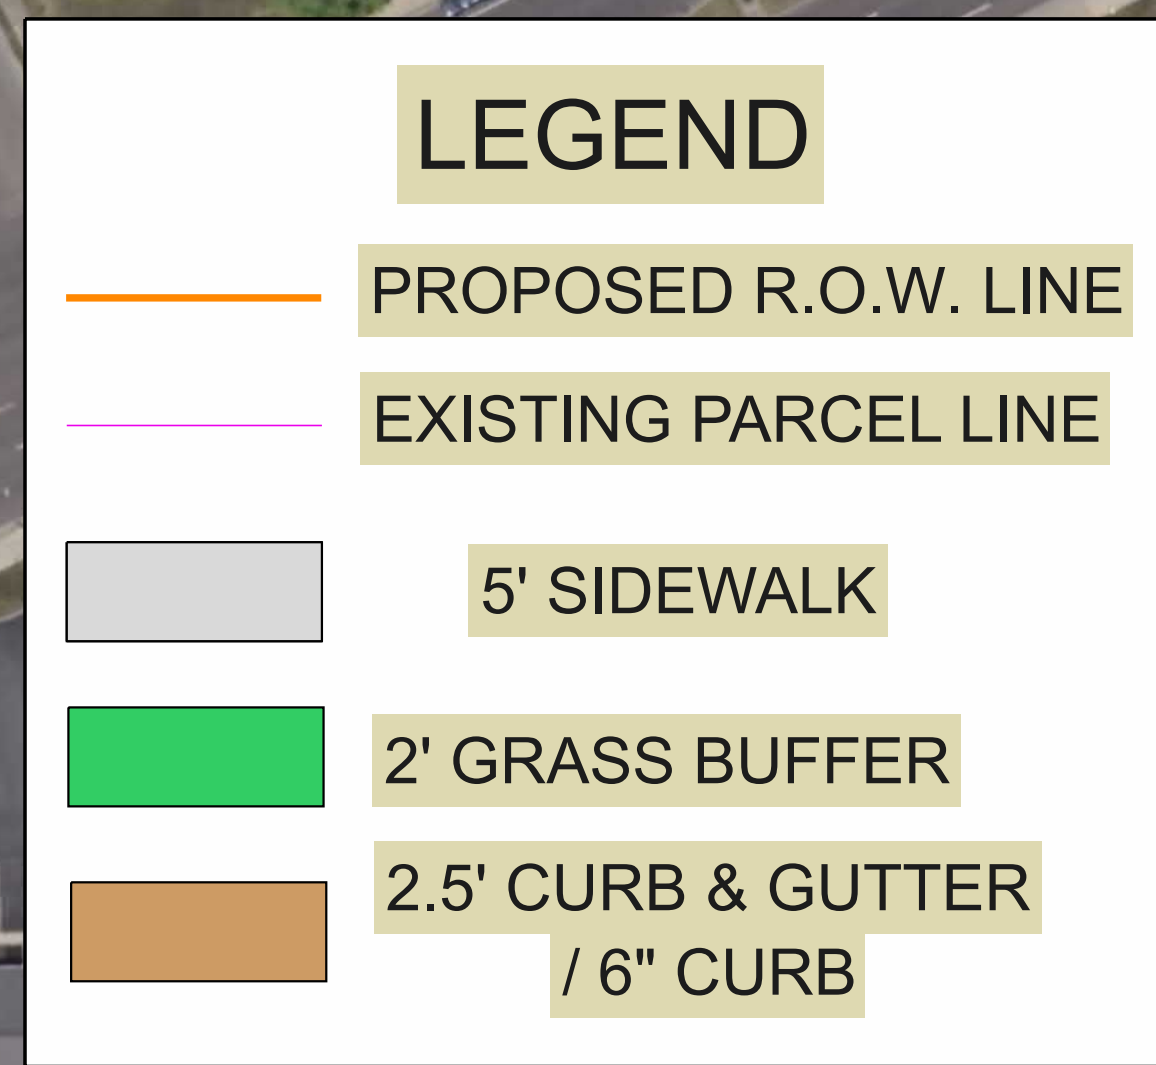 LEGEND
PROPOSED R.O.W. LINE
EXISTING PARCEL LINE
5' SIDEWALK
2' GRASS BUFFER
2.5' CURB & GUTTER
/ 6" CURB